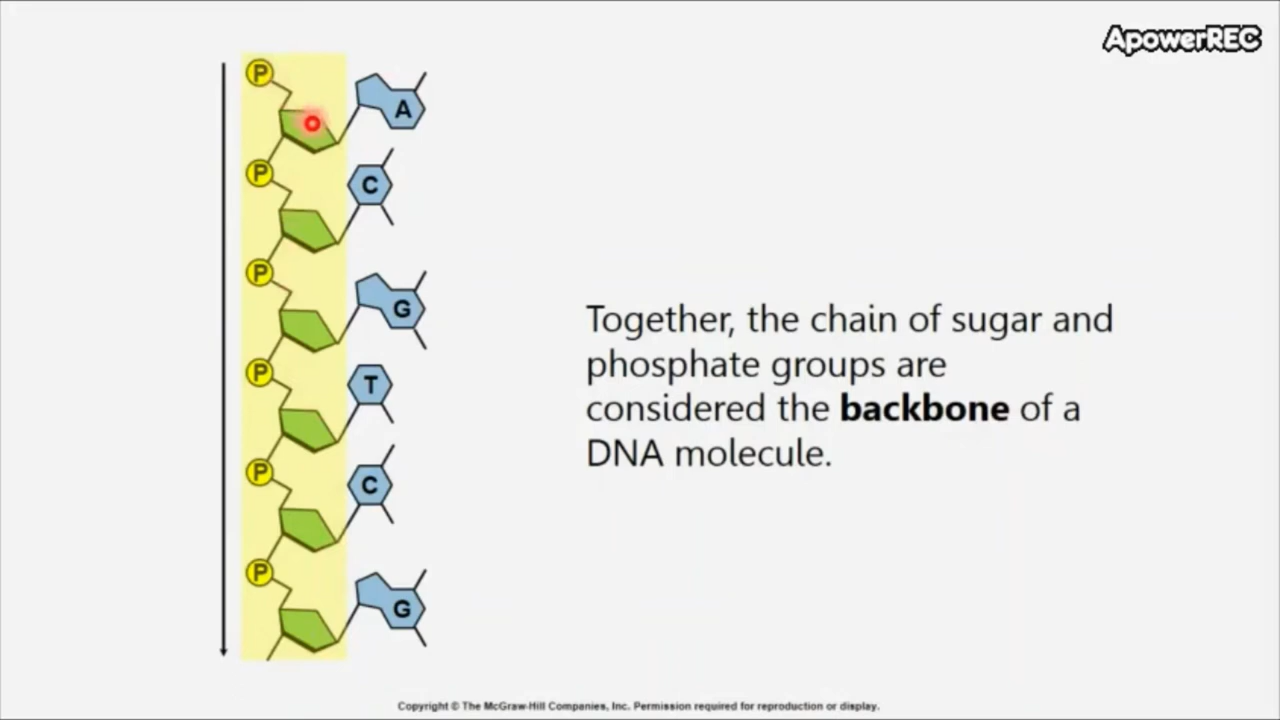 ApowerREC
P
A
P
C
P
G
P
T
P
C
P
G
Together, the chain of sugar and
phosphate groups are
considered the backbone of a
DNA molecule.
Copyright © The McGraw-Hill Companies, Inc. Permission required for reproduction or display.